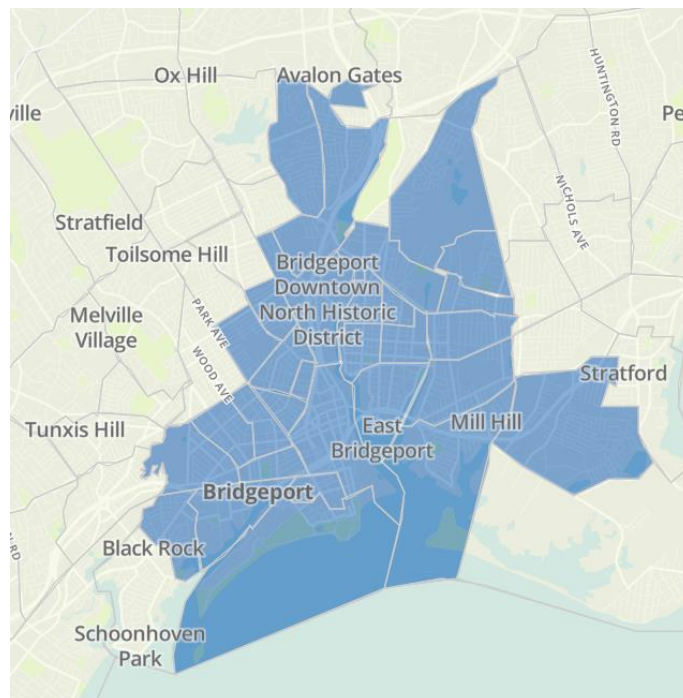 Ox Hill
Avalon Gates
HUNTINGTON RD
ville
Pe
NICHOLS AVE
Stratfield
Toilsome Hill
Bridgeport
Downtown
North Historic
District
PARK AVE
Melville
Village
WOOD AVE
Stratford
Tunxis Hill
East
Bridgeport
Mill Hill
Bridgeport
N RD
Black Rock
Schoonhoven
Park